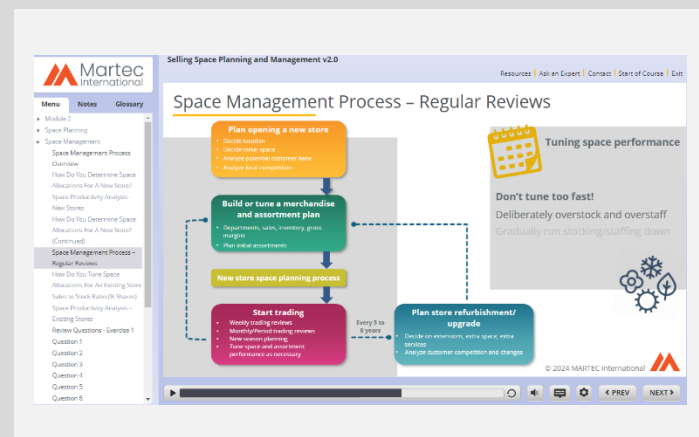 Martec
International
Selling Space Planning and Management v2.0
Resources | Ask an Expert | Contact | Start of Course | Exit
Menu Notes Glossary
Module 2
Space Planning
Space Management
Space Management Process
Overview
How Do You Determine Space
Allocations For A New Store?
Space Productivity Analysis -
New Stores
How Do You Determine Space
Allocations For A New Store?
(Continued)
Space Management Process –
Regular Reviews
How Do You Tune Space
Allocations For An Existing Store
Sales to Stock Ratio (% Shares)
Space Productivity Analysis –
Existing Stores
Review Questions - Exercise 1
Question 1
Question 2
Question 3
Question 4
Question 5
Question 6
Space Management Process – Regular Reviews
Plan opening a new store
• Decide location
• Decide initial space
• Analyze potential customer base
• Analyze local competition
Build or tune a merchandise
and assortment plan
• Departments, sales, inventory, gross
margins
• Plan initial assortments
New store space planning process
Start trading
• Weekly trading reviews
• Monthly/Period trading reviews
• New season planning
• Tune space and assortment
performance as necessary
Every 5 to
8 years
Plan store refurbishment/
upgrade
• Decide on extensions, extra space, extra
services
• Analyze customer competition and changes
Tuning space performance
Don't tune too fast!
Deliberately overstock and overstaff
Gradually run stocking/staffing down
© 2024 MARTEC International
PREV
NEXT